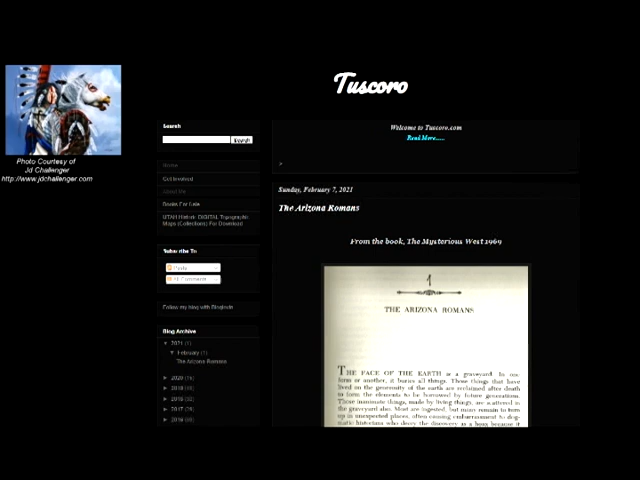 Tuscoro
Photo Courtesy of
Jd Challenger
http://www.jdchallenger.com
Search
Search
Home
Get Involved
About Me
Books For Sale
UTAH Historic DIGITAL Topographic
Maps (Collections) For Download
Subscribe To
Posts
All Comments
Follow my blog with Bloglovin
Blog Archive
▼ 2021 (1)
▼ February (1)
The Arizona Romans
► 2020
► 2018
► 2017
Welcome to Tuscoro.com
Read More.....
Sunday, February 7, 2021
The Arizona Romans
From the book, The Mysterious West 1969
1
THE ARIZONA ROMANS
THE FACE OF THE EARTH is a graveyard. In one
form or another, it buries all things. Those things that have
lived on the generosity of the earth are reclaimed after death
to form the elements to be borrowed by future generations.
Those inanimate things, made by living things, are scattered in
the graveyard also. Most are ingested, but many remain to turn
up in unexpected places, often causing embarrassment to dog-
matic historians who decry the discovery as a hoax because it